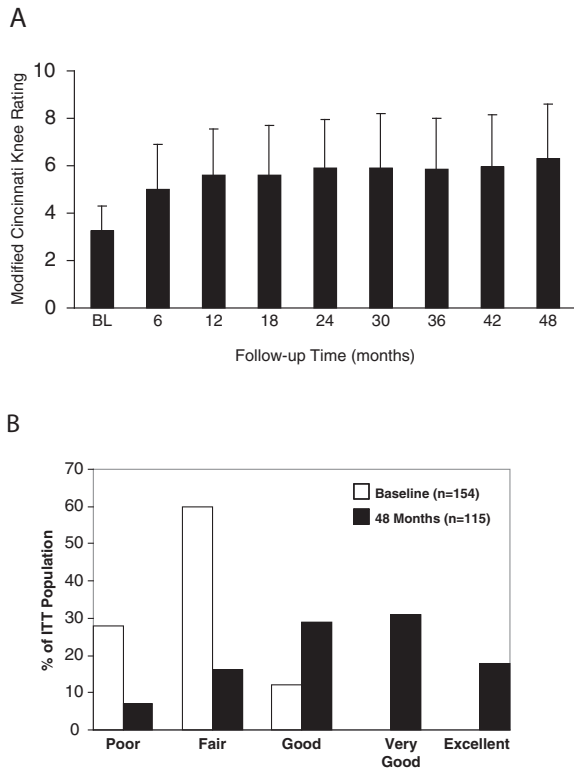 A
Modified Cincinnati Knee Rating
10
8
6
4
2
0
BL 6 12 18 24 30 36 42 48
Follow-up Time (months)
B
% of ITT Population
70
60
50
40
30
20
10
0
Baseline (n=154)
48 Months (n=115)
Poor Fair Good Very Good Excellent